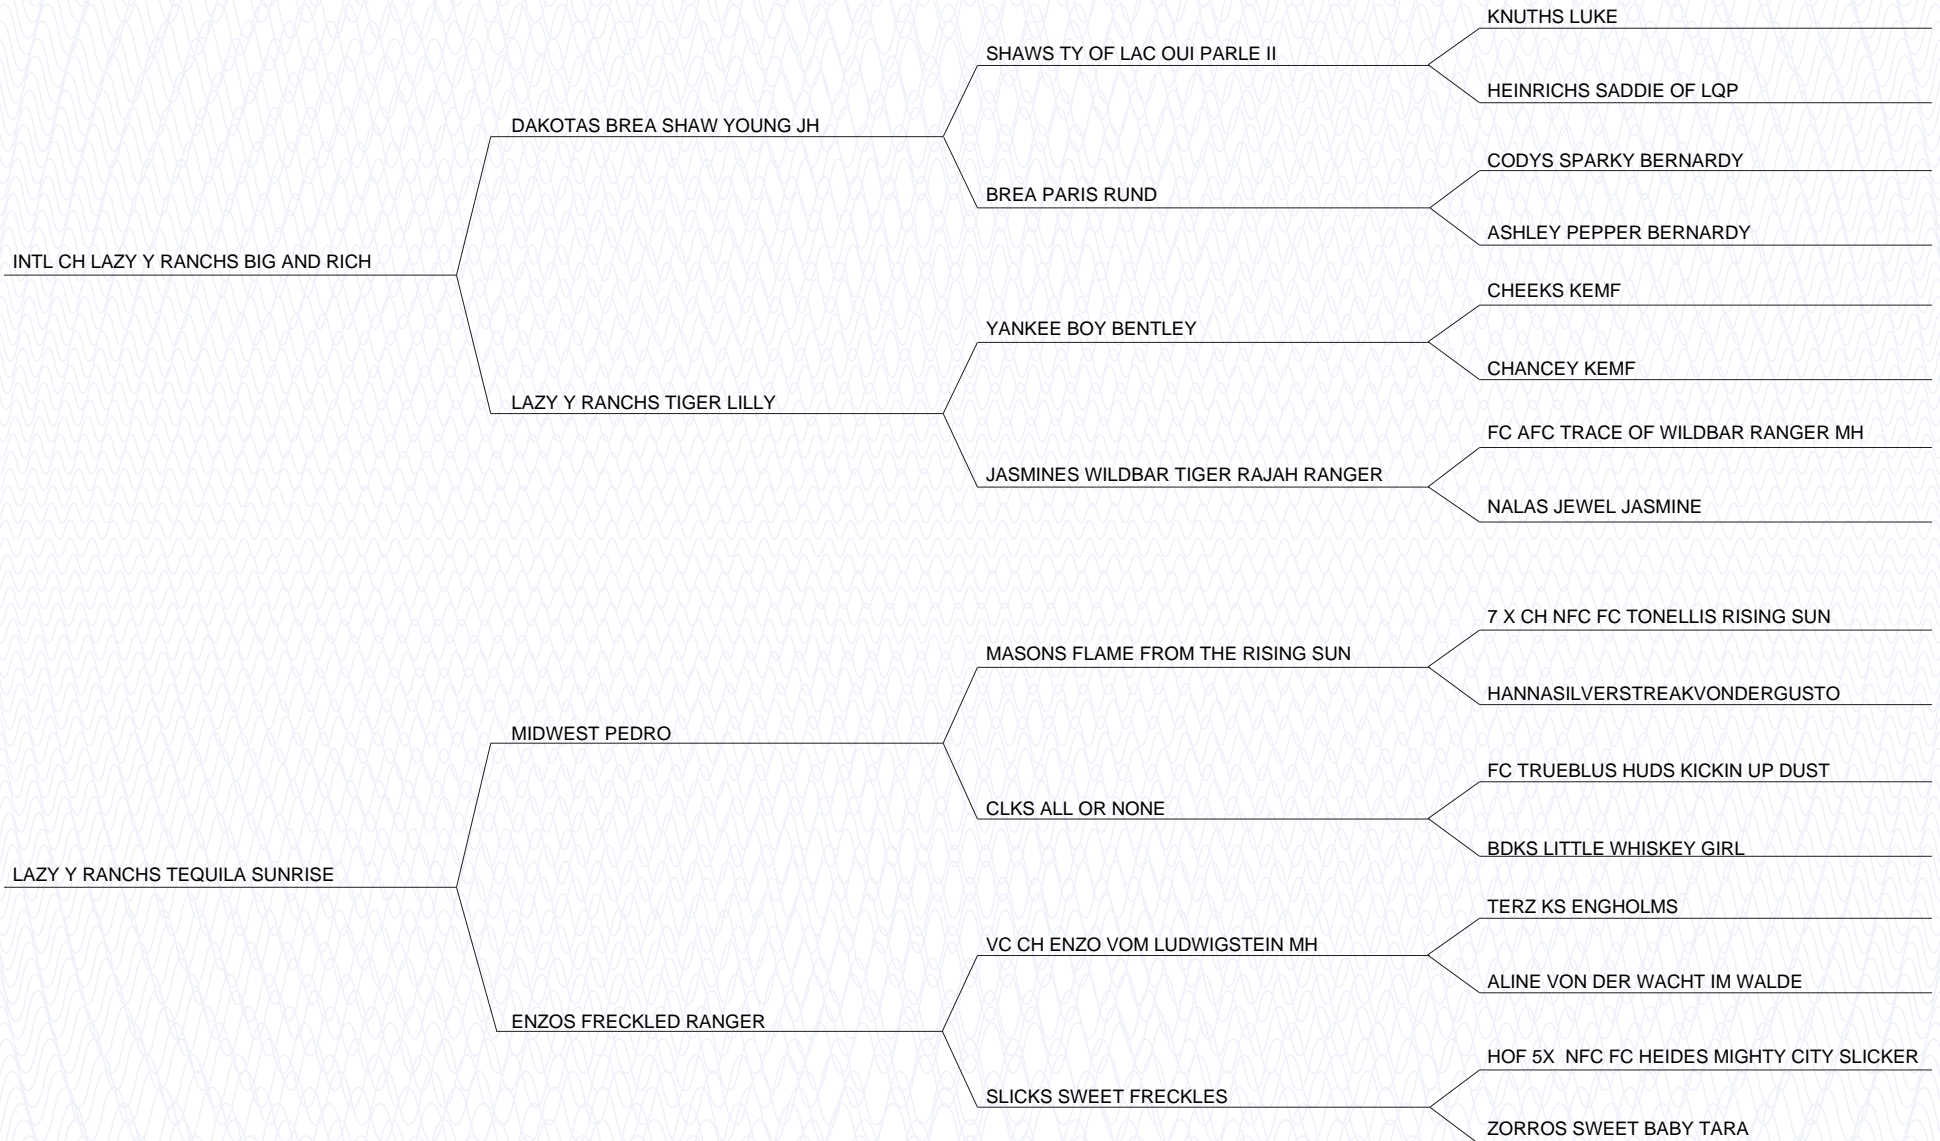 KNUTHS LUKE
SHAWS TY OF LAC OUI PARLE II
HEINRICHS SADDIE OF LQP
DAKOTAS BREA SHAW YOUNG JH
CODYS SPARKY BERNARDY
BREA PARIS RUND
ASHLEY PEPPER BERNARDY
INTL CH LAZY Y RANCHS BIG AND RICH
CHEEKS KEMF
YANKEE BOY BENTLEY
CHANCEY KEMF
LAZY Y RANCHS TIGER LILLY
FC AFC TRACE OF WILDBAR RANGER MH
JASMINES WILDBAR TIGER RAJAH RANGER
NALAS JEWEL JASMINE
7 X CH NFC FC TONELLIS RISING SUN
MASONS FLAME FROM THE RISING SUN
HANNASILVERSTREAKVONDERGUSTO
MIDWEST PEDRO
FC TRUEBLUS HUDS KICKIN UP DUST
CLKS ALL OR NONE
BDKS LITTLE WHISKEY GIRL
LAZY Y RANCHS TEQUILA SUNRISE
TERZ KS ENGHOLMS
VC CH ENZO VOM LUDWIGSTEIN MH
ALINE VON DER WACHT IM WALDE
ENZOS FRECKLED RANGER
HOF 5X  NFC FC HEIDES MIGHTY CITY SLICKER
SLICKS SWEET FRECKLES
ZORROS SWEET BABY TARA